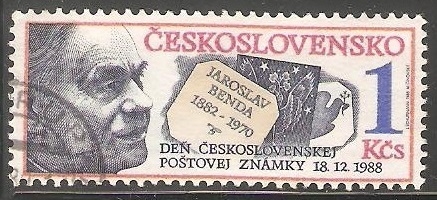 ČESKOSLOVENSKO
JAROSLAV
BENDA
1882 - 1970
1
Kčs
DEŇ ČESKOSLOVENSKEJ
POŠTOVEJ ZNÁMKY 18.12.1988